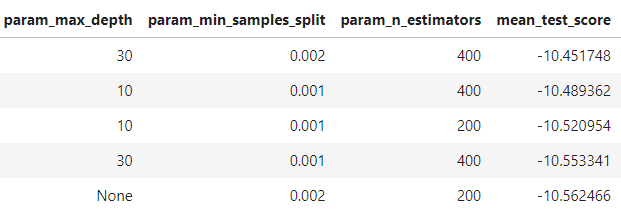 param_max_depth param_min_samples_split param_n_estimators mean_test_score
30 0.002 400 -10.451748
10 0.001 400 -10.489362
10 0.001 200 -10.520954
30 0.001 400 -10.553341
None 0.002 200 -10.562466